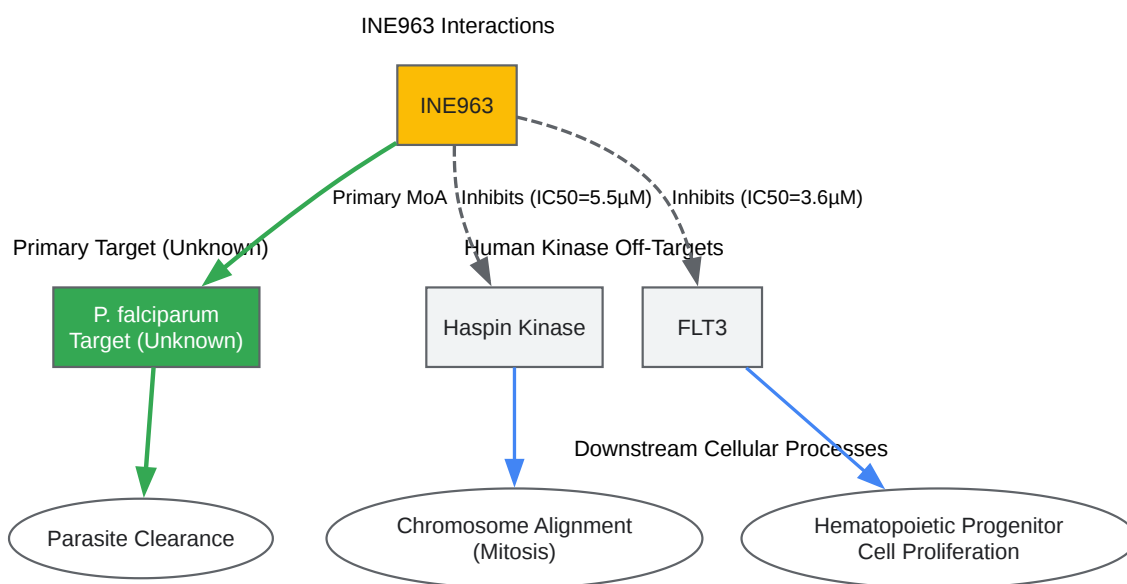 INE963 Interactions
INE963
Primary MoA
Inhibits (IC50=5.5µM)
Inhibits (IC50=3.6µM)
Primary Target (Unknown)
Human Kinase Off-Targets
P. falciparum
Target (Unknown)
Haspin Kinase
FLT3
Downstream Cellular Processes
Parasite Clearance
Chromosome Alignment
(Mitosis)
Hematopoietic Progenitor
Cell Proliferation